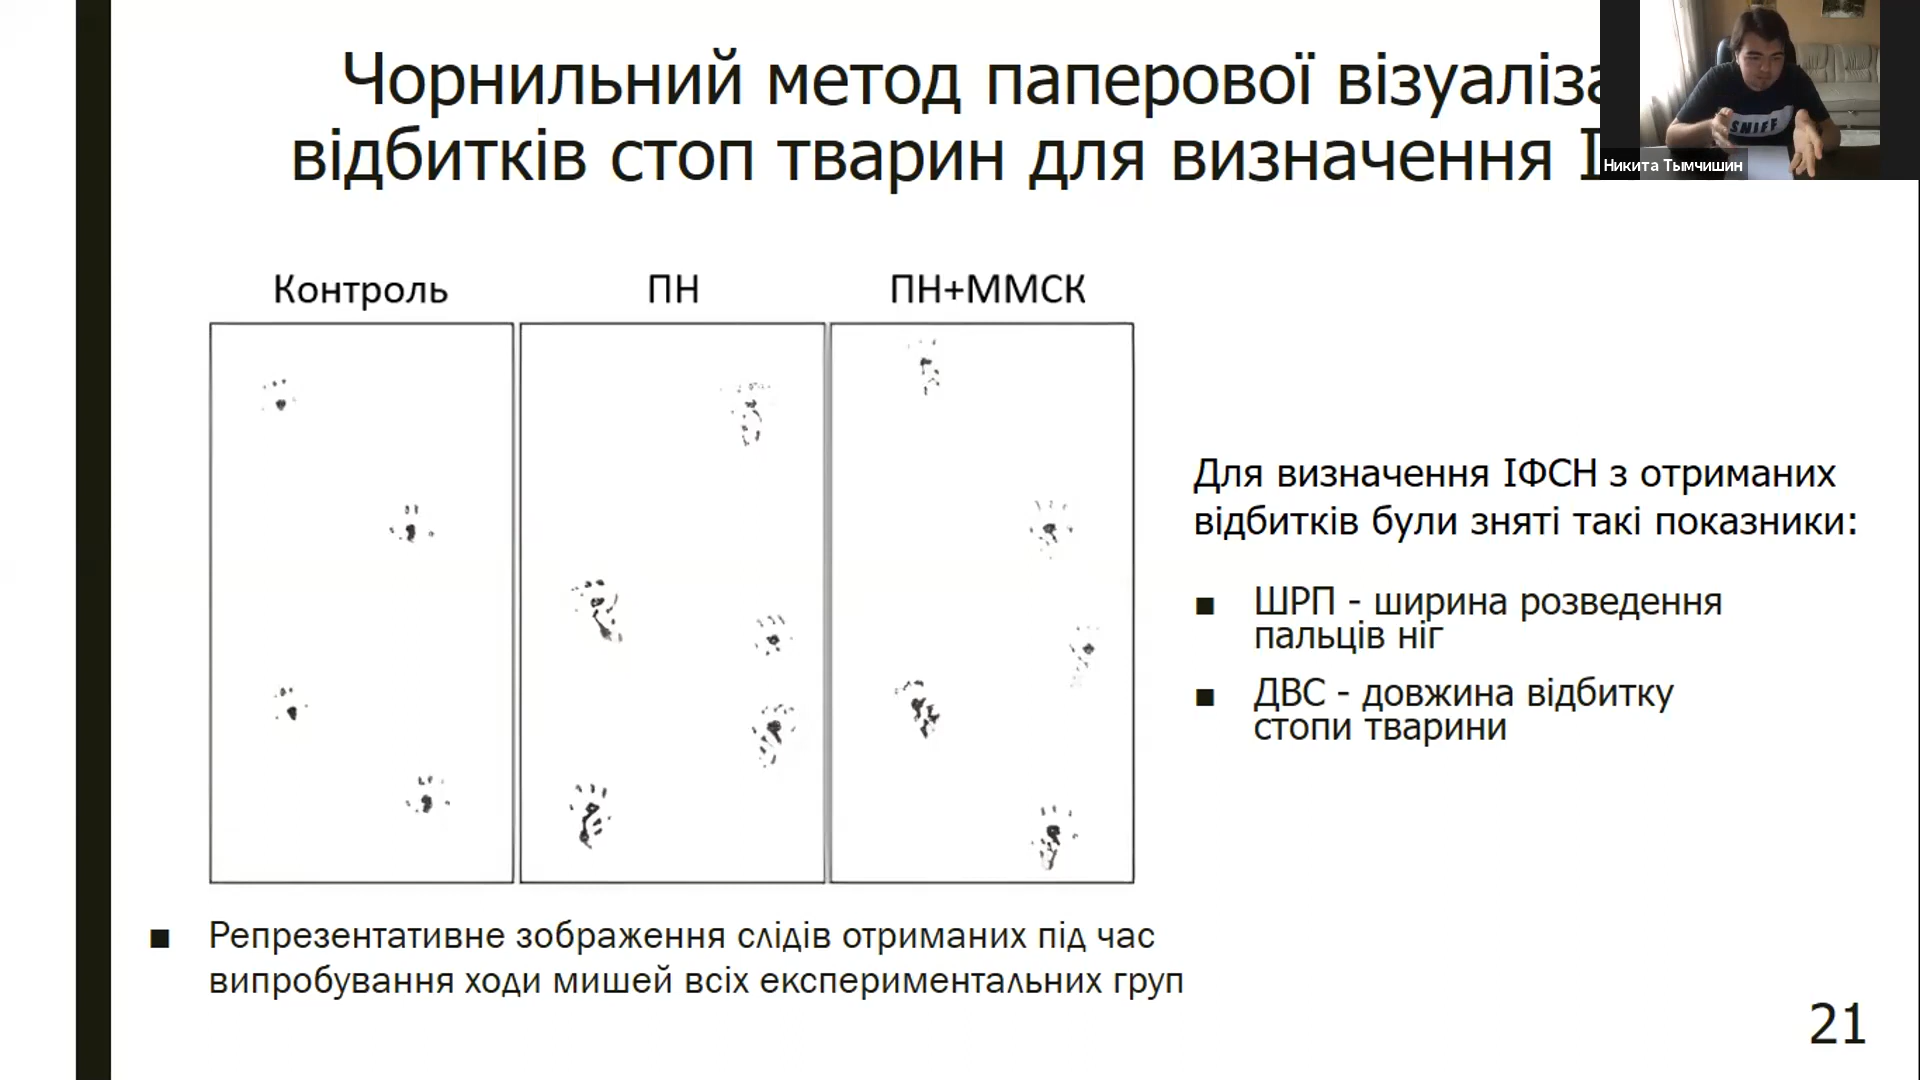 Чорнильний метод паперової
відбитків стоп тварин для визначення
Никита Тымчишин
SNIFF
Контроль
ПН
ПН+ММСК
Для визначення ІФСН з отриманих
відбитків були зняті такі показники:
■ ШРП - ширина розведення
пальців ніг
■ ДВС - довжина відбитку
стопи тварини
■ Репрезентативне зображення слідів отриманих під час
випробування ходи мишей всіх експериментальних груп
21